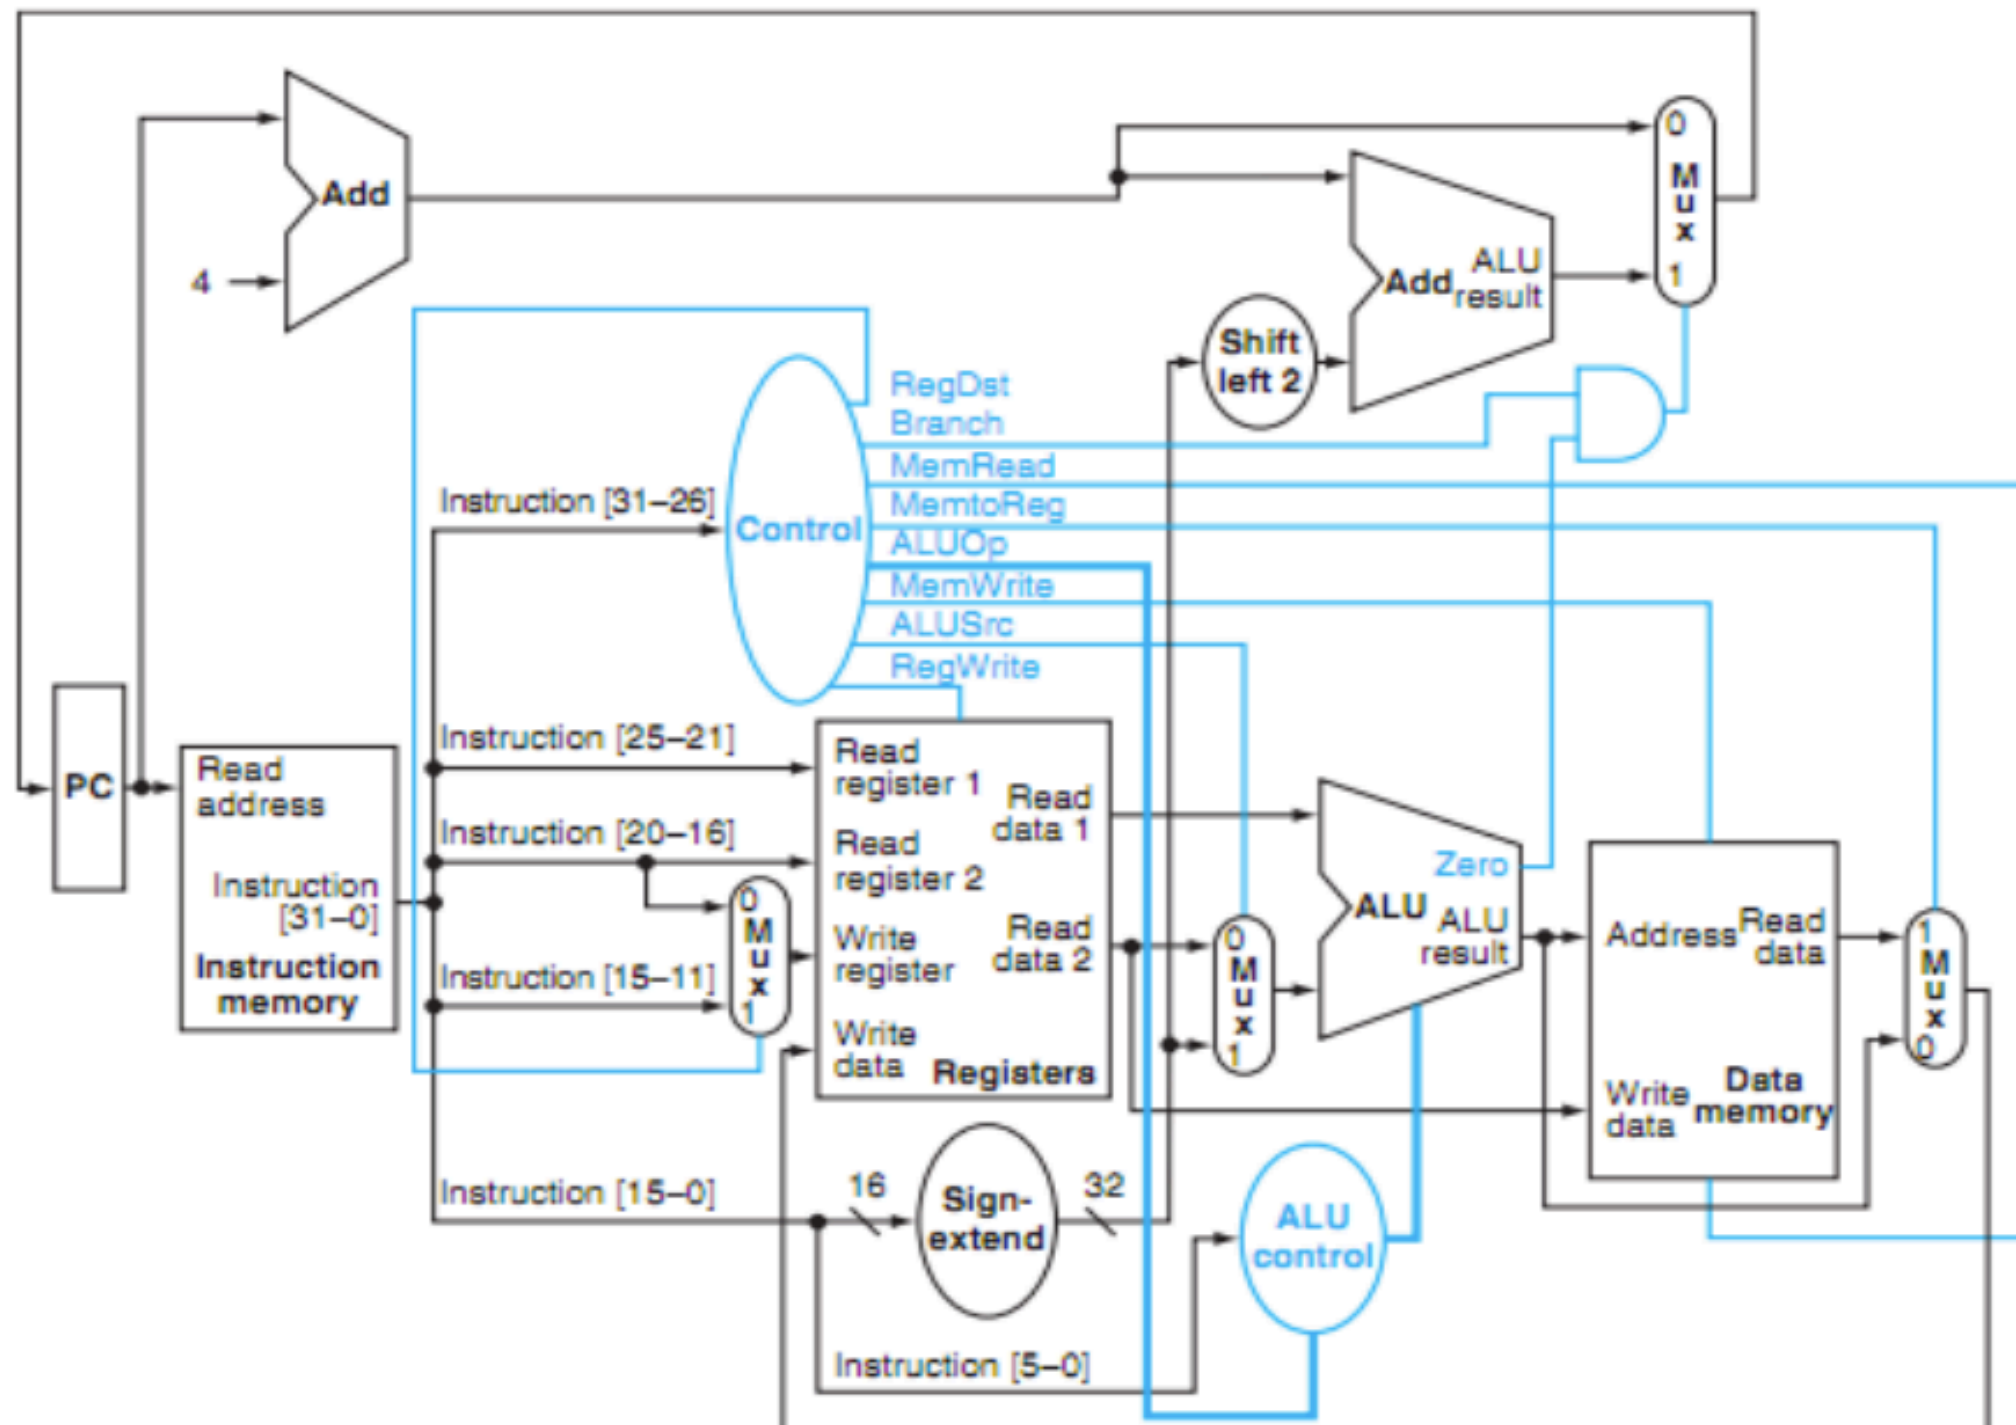 0
M
u
x
1
Add
ALU
Add result
4
Shift
left 2
RegDst
Branch
MemRead
Instruction [31–26]
MemtoReg
Control
ALUOp
MemWrite
ALUSrc
RegWrite
Instruction [25–21]
Read
register 1
PC
Read
address
Read
data 1
Instruction [20–16]
Read
register 2
Zero
Instruction
[31–0]
0
M
u
x
1
ALU
ALU
result
Write
register
Read
data 2
0
M
u
x
1
Address
Read
data
1
M
u
x
0
Instruction
memory
Instruction [15–11]
Write
data
Registers
Write
data
Data
memory
Instruction [15–0]
16
Sign-
extend
32
ALU
control
Instruction [5–0]